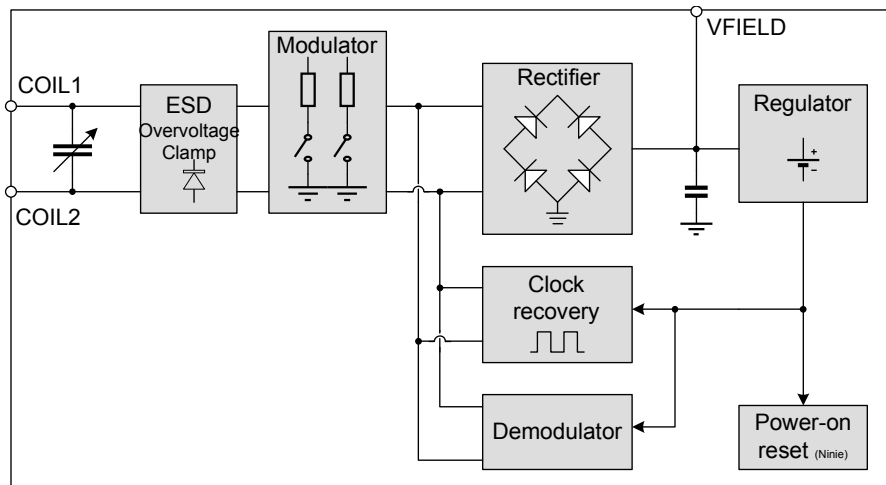 VFIELD
COIL1
COIL2
ESD
Overvoltage
Clamp
Modulator
Rectifier
Regulator
+
−
Clock
recovery
Demodulator
Power-on
reset (Ninie)